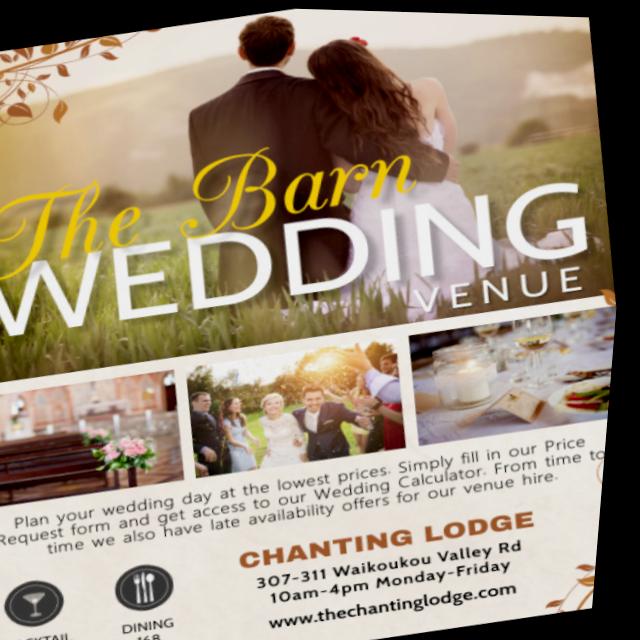 The Barn
WEDDING
VENUE
Plan your wedding day at the lowest prices. Simply fill in our Price
Request form and get access to our Wedding Calculator. From time to
time we also have late availability offers for our venue hire.
CHANTING LODGE
307-311 Waikoukou Valley Rd
10am-4pm Monday-Friday
www.thechantinglodge.com
DINING
168